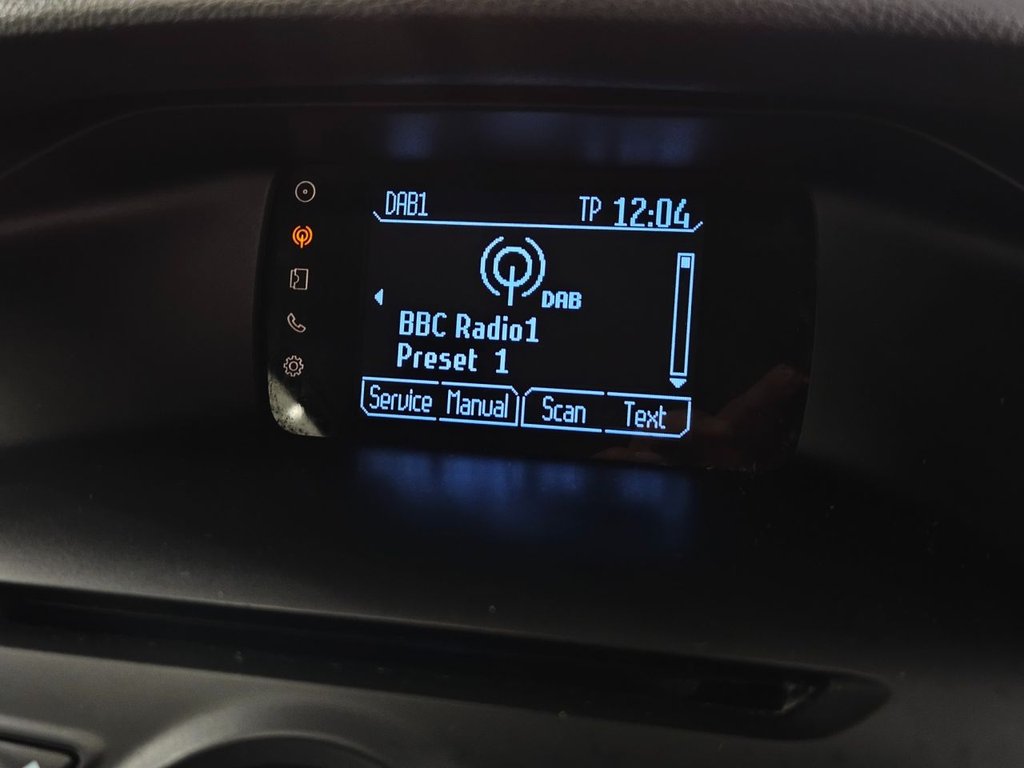 DAB1 TP 12:04
DAB
BBC Radio1
Preset 1
Service Manual Scan Text